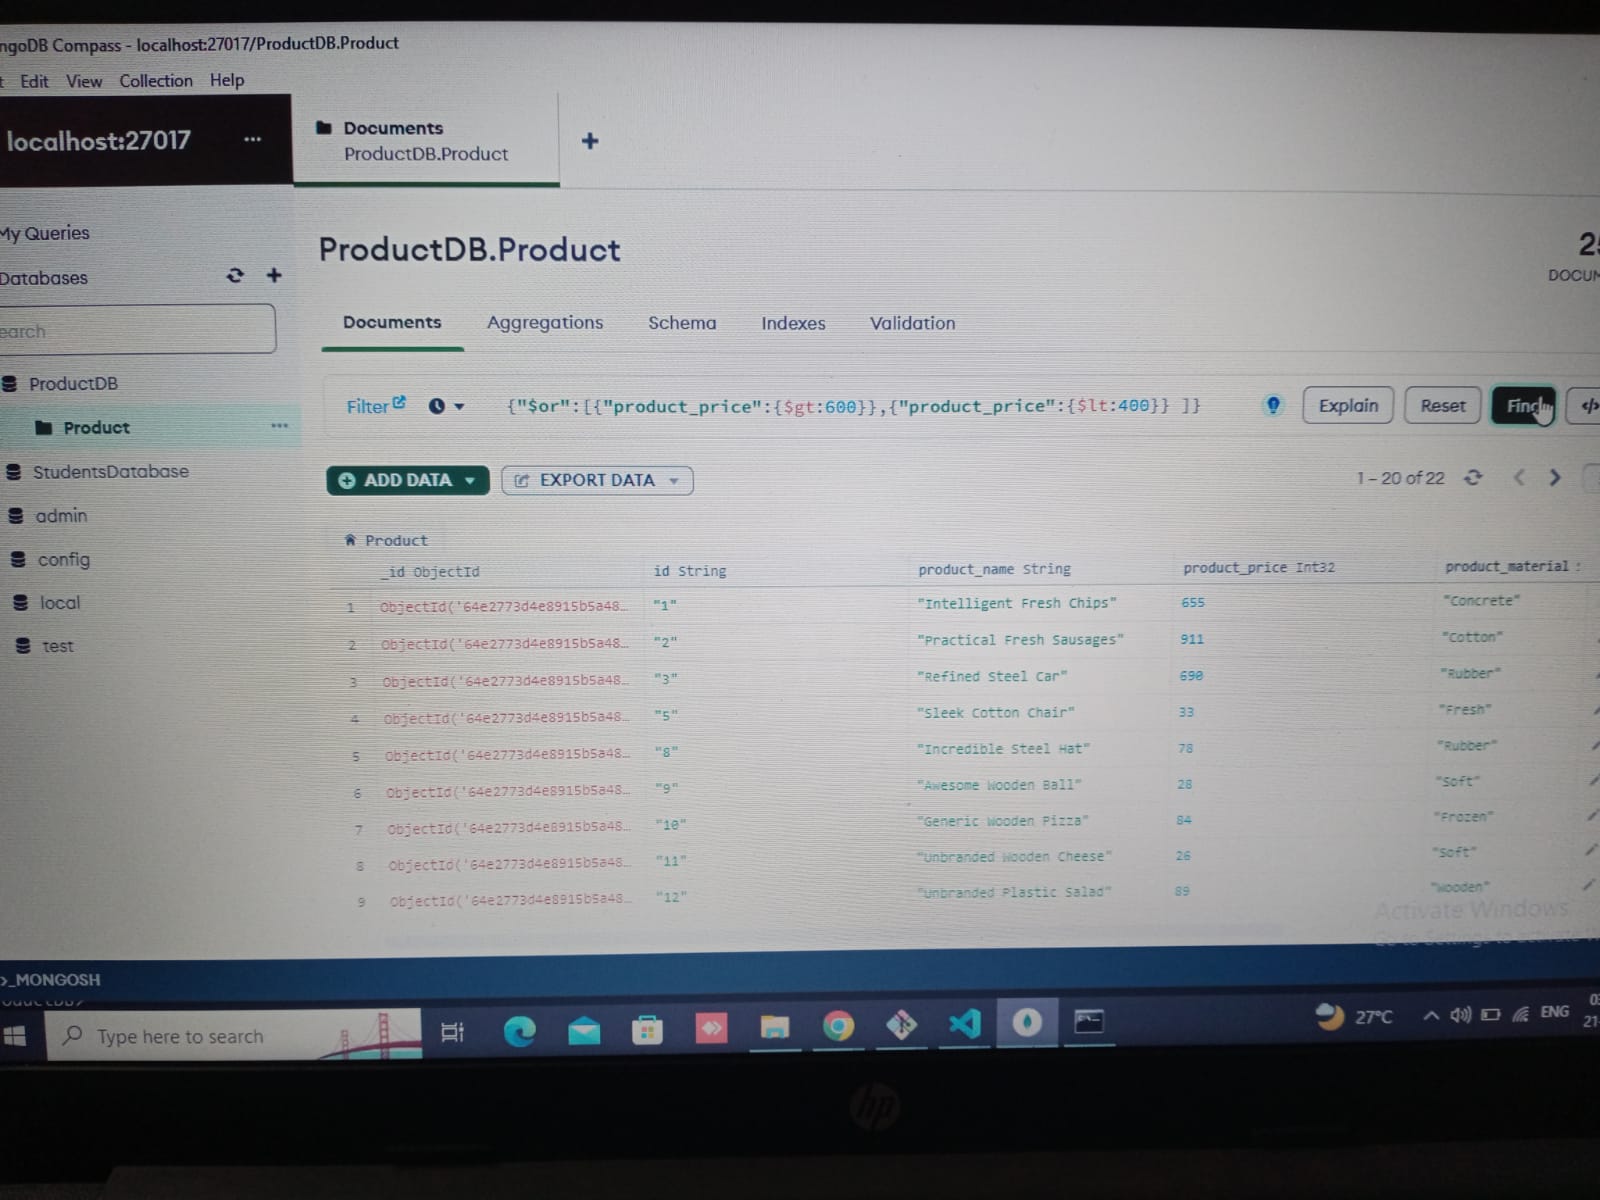 ngoDB Compass - localhost:27017/ProductDB.Product
t Edit View Collection Help
localhost:27017 ...
Documents
ProductDB.Product
+
My Queries
Databases
earch
ProductDB
Product ...
StudentsDatabase
admin
config
local
test
ProductDB.Product
DOCUM
Documents Aggregations Schema Indexes Validation
Filter {"$or":[{"product_price":{$gt:600}},{"product_price":{$lt:400}} ]} Explain Reset Find </>
ADD DATA EXPORT DATA 1 – 20 of 22
Product
_id ObjectId id String product_name String product_price Int32 product_material
1 ObjectId('64e2773d4e8915b5a48… "1" "Intelligent Fresh Chips" 655 "Concrete"
2 ObjectId('64e2773d4e8915b5a48… "2" "Practical Fresh Sausages" 911 "Cotton"
3 ObjectId('64e2773d4e8915b5a48… "3" "Refined Steel Car" 690 "Rubber"
4 ObjectId('64e2773d4e8915b5a48… "5" "Sleek Cotton Chair" 33 "Fresh"
5 ObjectId('64e2773d4e8915b5a48… "8" "Incredible Steel Hat" 78 "Rubber"
6 ObjectId('64e2773d4e8915b5a48… "9" "Awesome Wooden Ball" 28 "Soft"
7 ObjectId('64e2773d4e8915b5a48… "10" "Generic Wooden Pizza" 84 "Frozen"
8 ObjectId('64e2773d4e8915b5a48… "11" "Unbranded Wooden Cheese" 26 "Soft"
9 ObjectId('64e2773d4e8915b5a48… "12" "Unbranded Plastic Salad" 89 "Wooden"
Activate Windows
Go to Settings to activate
>_MONGOSH
Type here to search
27°C ENG
21
hp